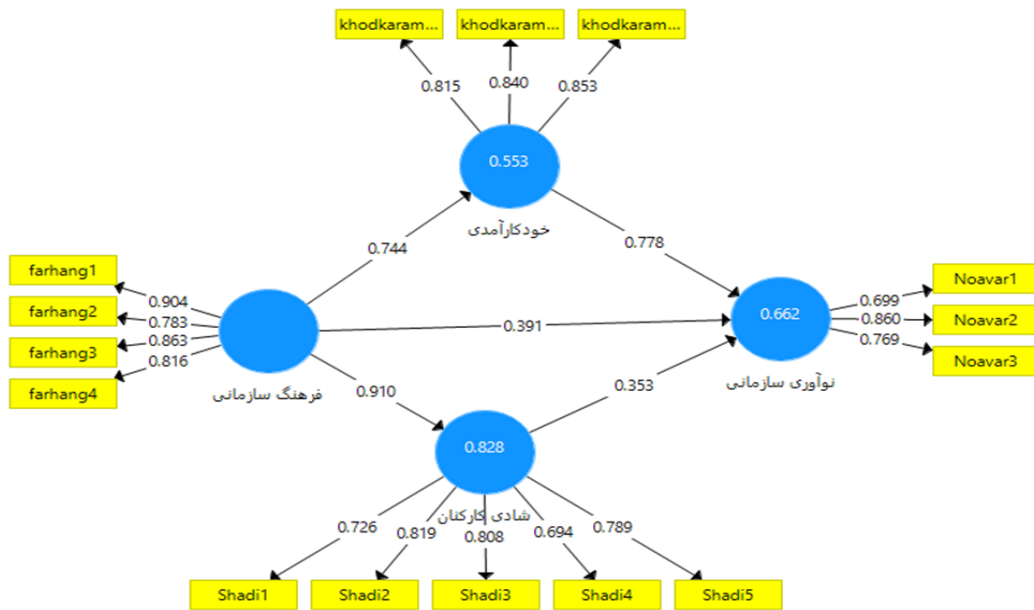 khodkaram... khodkaram... khodkaram...
0.815 0.840 0.853
0.553
خودکارآمدی
0.744
0.778
farhang1
farhang2
farhang3
farhang4
0.904
0.783
0.863
0.816
فرهنگ سازمانی
0.391
0.662
نوآوری سازمانی
Noavar1
Noavar2
Noavar3
0.699
0.860
0.769
0.910
0.353
0.828
شادی کارکنان
0.726 0.819 0.808 0.694 0.789
Shadi1 Shadi2 Shadi3 Shadi4 Shadi5